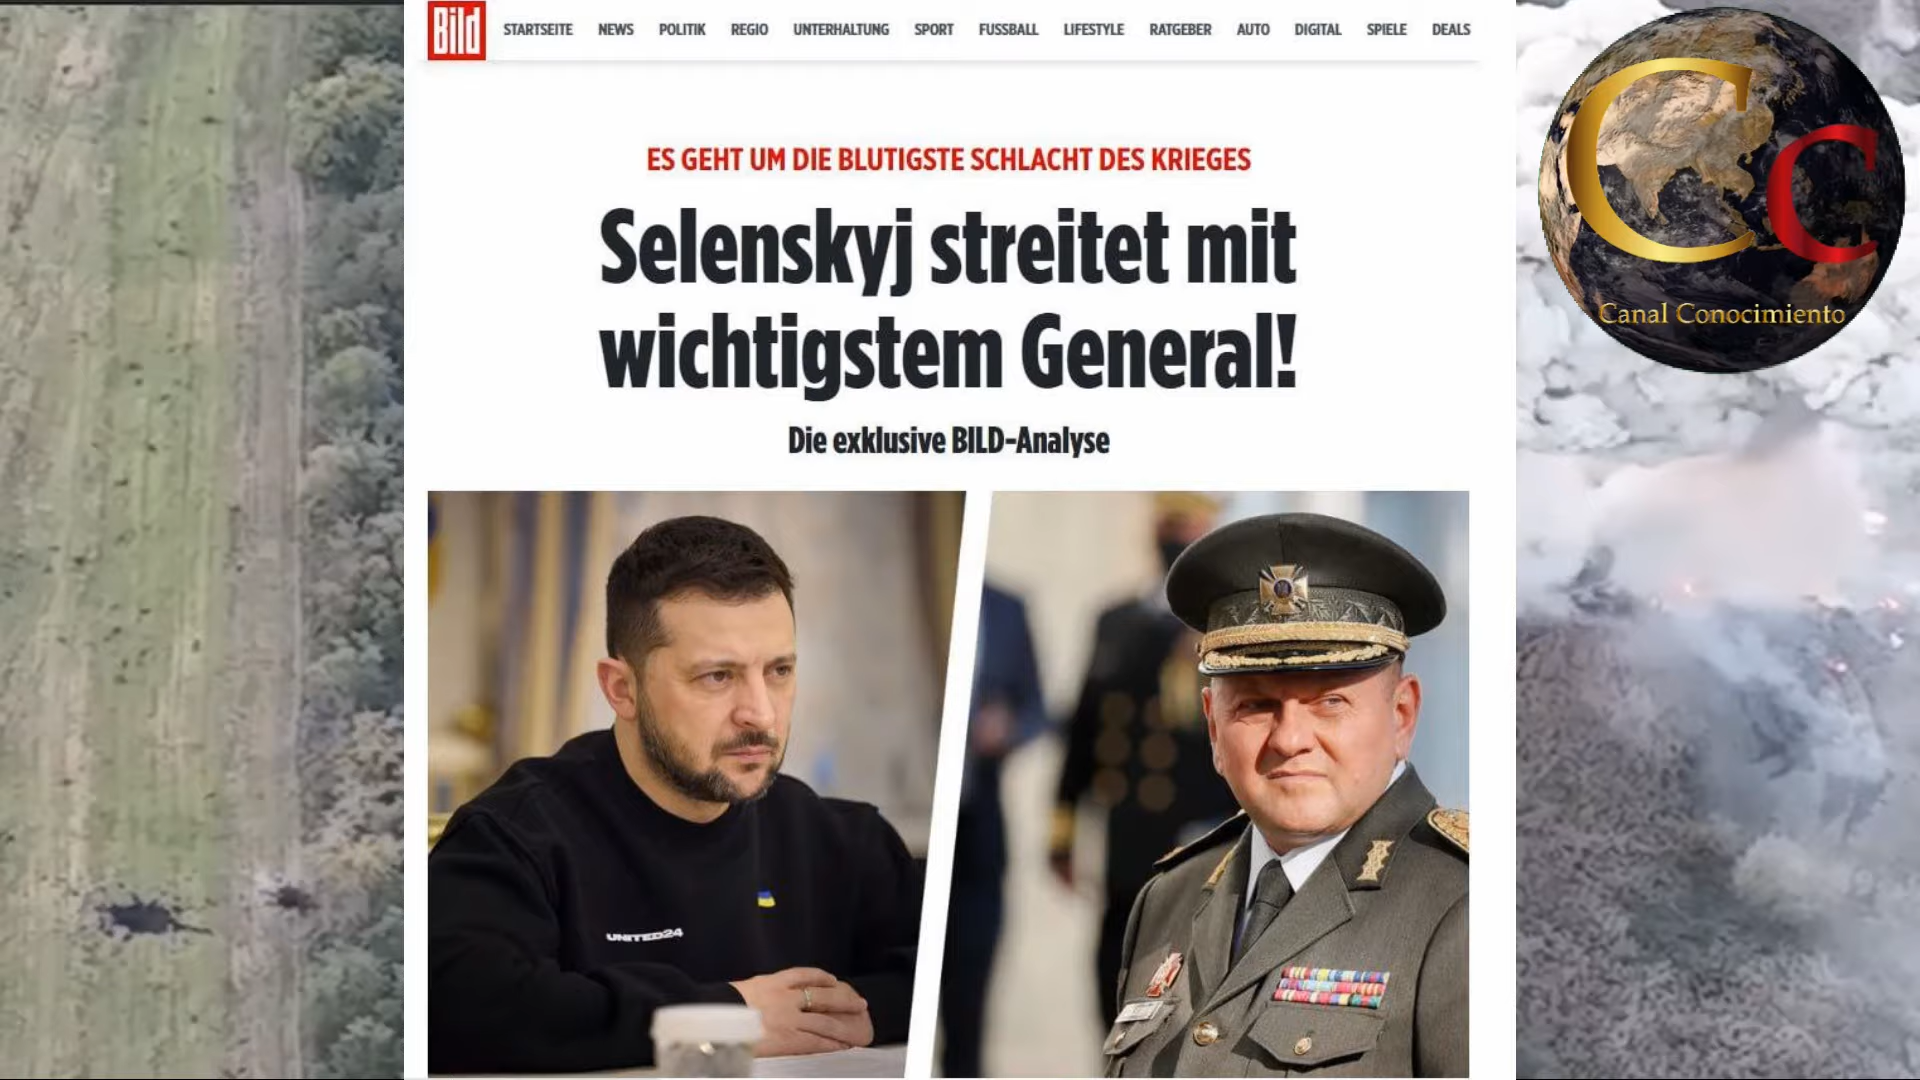 Bild
STARTSEITE NEWS POLITIK REGIO UNTERHALTUNG SPORT FUSSBALL LIFESTYLE RATGEBER AUTO DIGITAL SPIELE DEALS
ES GEHT UM DIE BLUTIGSTE SCHLACHT DES KRIEGES
Selenskyj streitet mit
wichtigstem General!
Die exklusive BILD-Analyse
UNITED24
C c
Canal Conocimiento